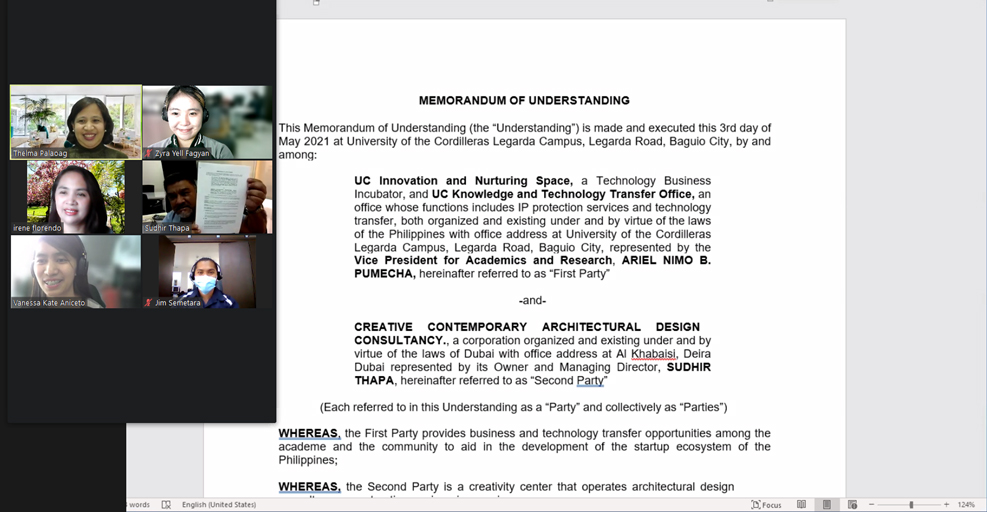 Thelma Palaoag
Zyra Yell Fagyan
irene florendo
Sudhir Thapa
Vanessa Kate Aniceto
Jim Semetara
MEMORANDUM OF UNDERSTANDING
This Memorandum of Understanding (the “Understanding”) is made and executed this 3rd day of
May 2021 at University of the Cordilleras Legarda Campus, Legarda Road, Baguio City, by and
among:
UC Innovation and Nurturing Space, a Technology Business
Incubator, and UC Knowledge and Technology Transfer Office, an
office whose functions includes IP protection services and technology
transfer, both organized and existing under and by virtue of the laws
of the Philippines with office address at University of the Cordilleras
Legarda Campus, Legarda Road, Baguio City, represented by the
Vice President for Academics and Research, ARIEL NIMO B.
PUMECHA, hereinafter referred to as “First Party”
-and-
CREATIVE CONTEMPORARY ARCHITECTURAL DESIGN
CONSULTANCY., a corporation organized and existing under and by
virtue of the laws of Dubai with office address at Al Khabaisi, Deira
Dubai represented by its Owner and Managing Director, SUDHIR
THAPA, hereinafter referred to as “Second Party”
(Each referred to in this Understanding as a “Party” and collectively as “Parties”)
WHEREAS, the First Party provides business and technology transfer opportunities among the
academe and the community to aid in the development of the startup ecosystem of the
Philippines;
WHEREAS, the Second Party is a creativity center that operates architectural design
words
English (United States)
Focus
124%